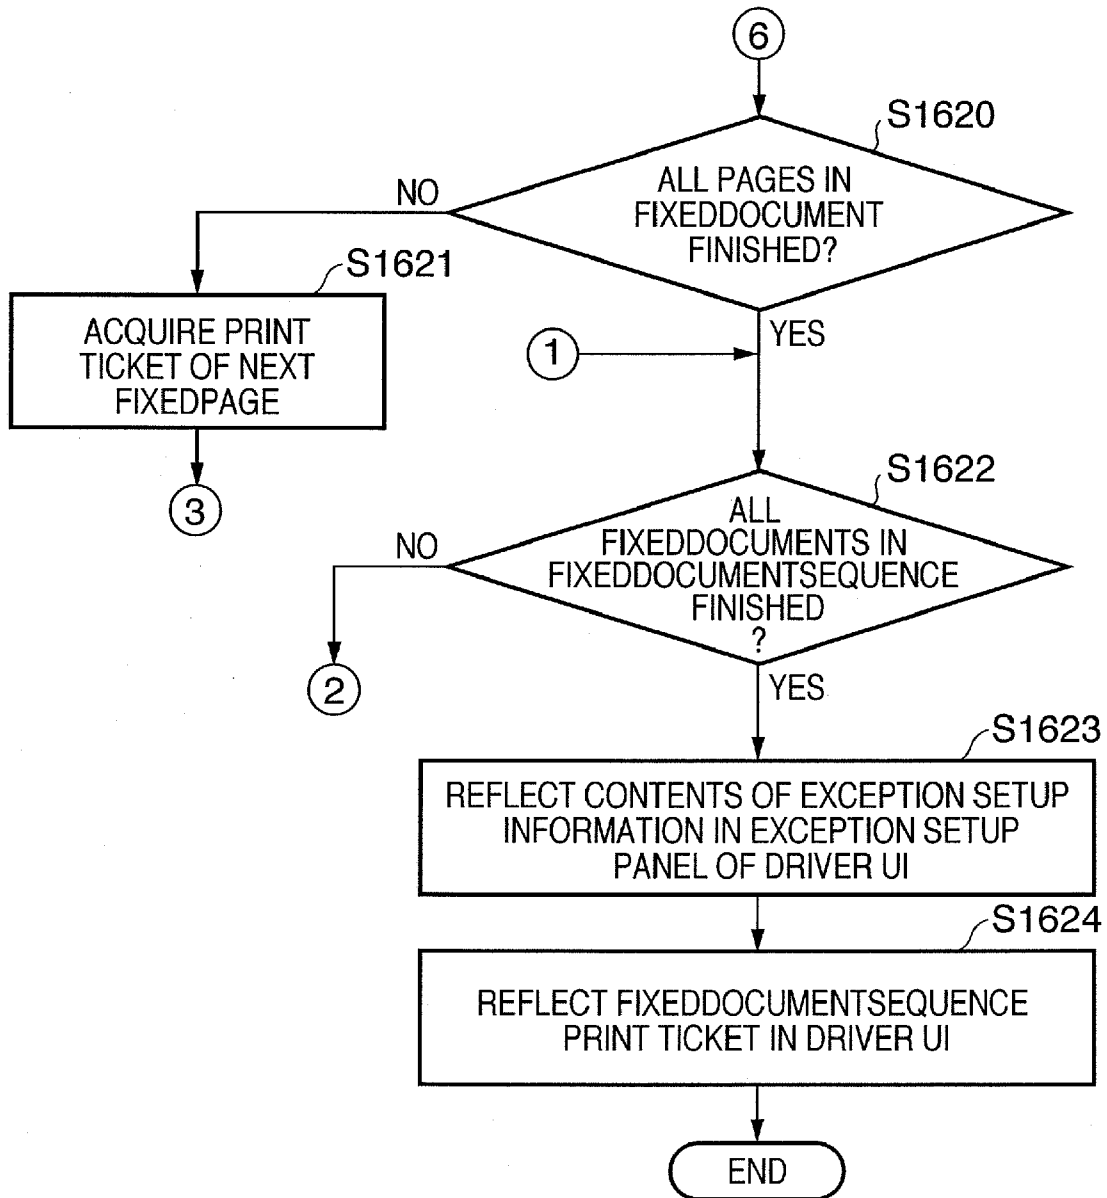 6
S1620
ALL PAGES IN
FIXEDDOCUMENT
FINISHED?
NO
YES
S1621
ACQUIRE PRINT
TICKET OF NEXT
FIXEDPAGE
3
1
S1622
ALL
FIXEDDOCUMENTS IN
FIXEDDOCUMENTSEQUENCE
FINISHED
?
NO
2
YES
S1623
REFLECT CONTENTS OF EXCEPTION SETUP
INFORMATION IN EXCEPTION SETUP
PANEL OF DRIVER UI
S1624
REFLECT FIXEDDOCUMENTSEQUENCE
PRINT TICKET IN DRIVER UI
END